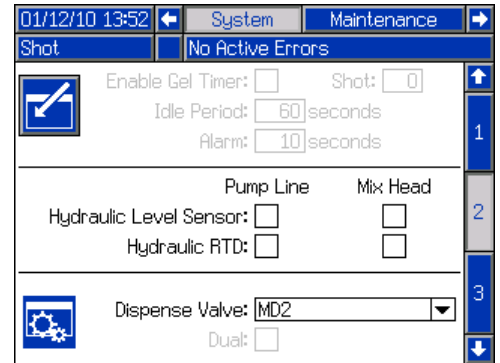 01/12/10 13:52 System Maintenance
Shot No Active Errors
Enable Gel Timer: Shot: 0
Idle Period: 60 seconds
Alarm: 10 seconds
1
Pump Line Mix Head
Hydraulic Level Sensor:
2
Hydraulic RTD:
3
Dispense Valve: MD2
Dual: